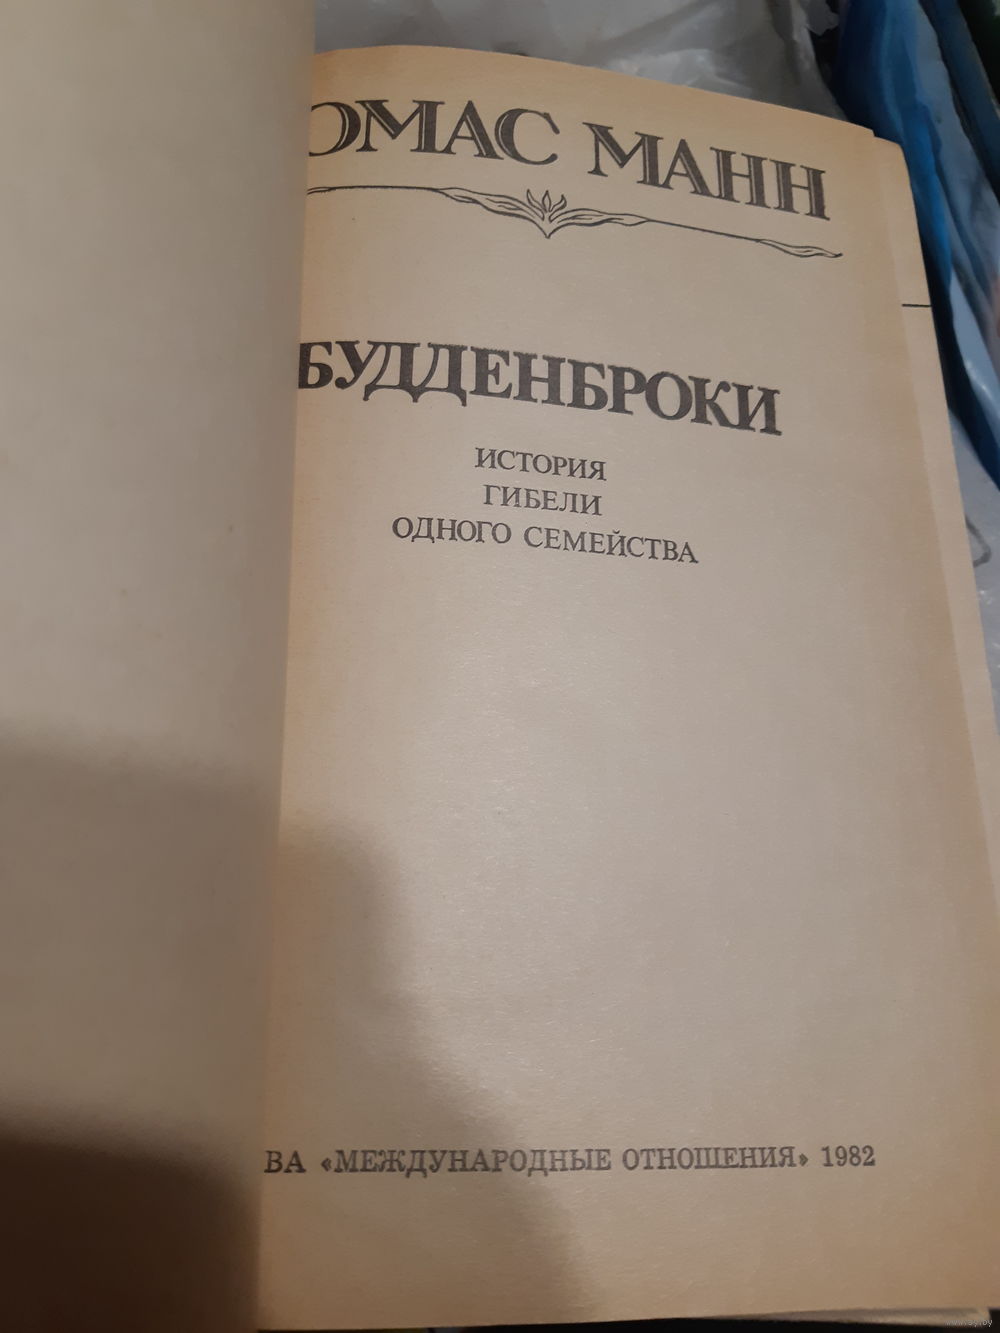 ОМАС МАНН
БУДДЕНБРОКИ
ИСТОРИЯ
ГИБЕЛИ
ОДНОГО СЕМЕЙСТВА
ВА «МЕЖДУНАРОДНЫЕ ОТНОШЕНИЯ» 1982